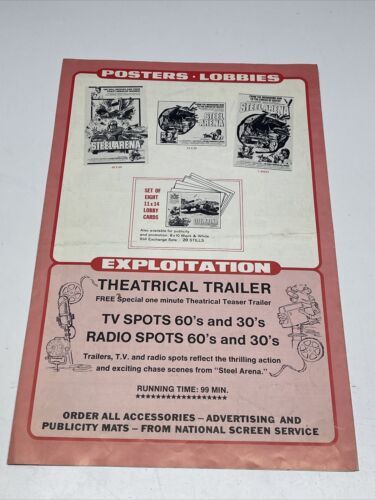 POSTERS · LOBBIES
STEEL ARENA
STEEL ARENA
STEEL
ARENA
SET OF
EIGHT
11 x 14
LOBBY
CARDS
STEEL ARENA
Also available for publicity
and promotion: 8x10 Black & White
Still Exchange Sets: 20 STILLS
EXPLOITATION
THEATRICAL TRAILER
FREE Special one minute Theatrical Teaser Trailer
TV SPOTS 60's and 30's
RADIO SPOTS 60's and 30's
Trailers, T.V. and radio spots reflect the thrilling action
and exciting chase scenes from "Steel Arena."
RUNNING TIME: 99 MIN.
********************
ORDER ALL ACCESSORIES – ADVERTISING AND
PUBLICITY MATS – FROM NATIONAL SCREEN SERVICE